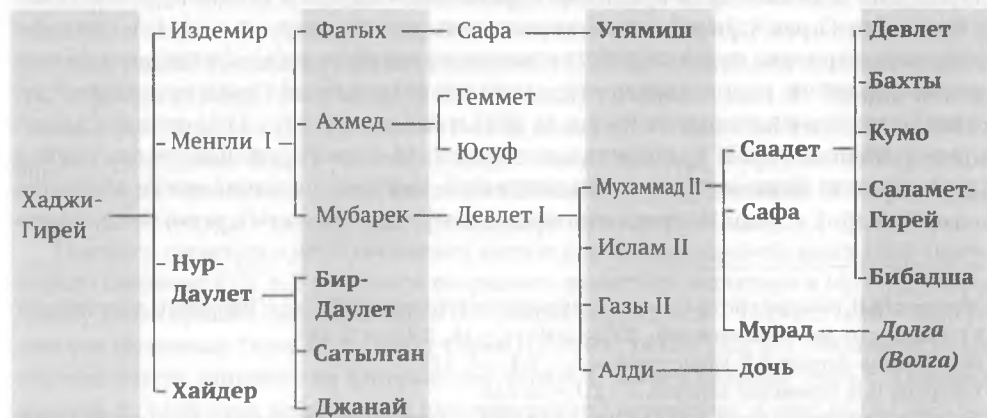 Издемир Фатых Сафа Утямиш Девлет
Бахты
Геммет
Менгли I Ахмед
Кумо
Юсуф
Саадет
Хаджи-
Гирей
Мухаммад II
Саламет-
Гирей
Мубарек Девлет I
Сафа
Ислам II
Нур-
Даулет
Бир-
Даулет
Бибадша
Газы II
Мурад
Долга
(Волга)
Сатылган
Алди дочь
Хайдер
Джанай